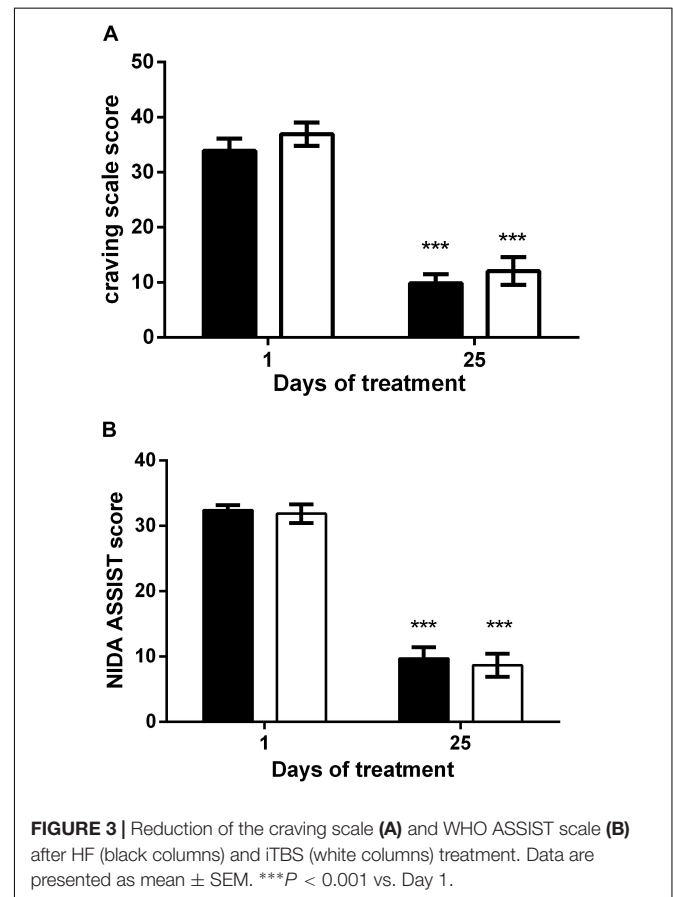 A
50
40
30
20
10
0
craving scale score
*** ***
1 25
Days of treatment
B
40
30
20
10
0
NIDA ASSIST score
*** ***
1 25
Days of treatment
FIGURE 3 | Reduction of the craving scale (A) and WHO ASSIST scale (B)
after HF (black columns) and iTBS (white columns) treatment. Data are
presented as mean ± SEM. ***P < 0.001 vs. Day 1.